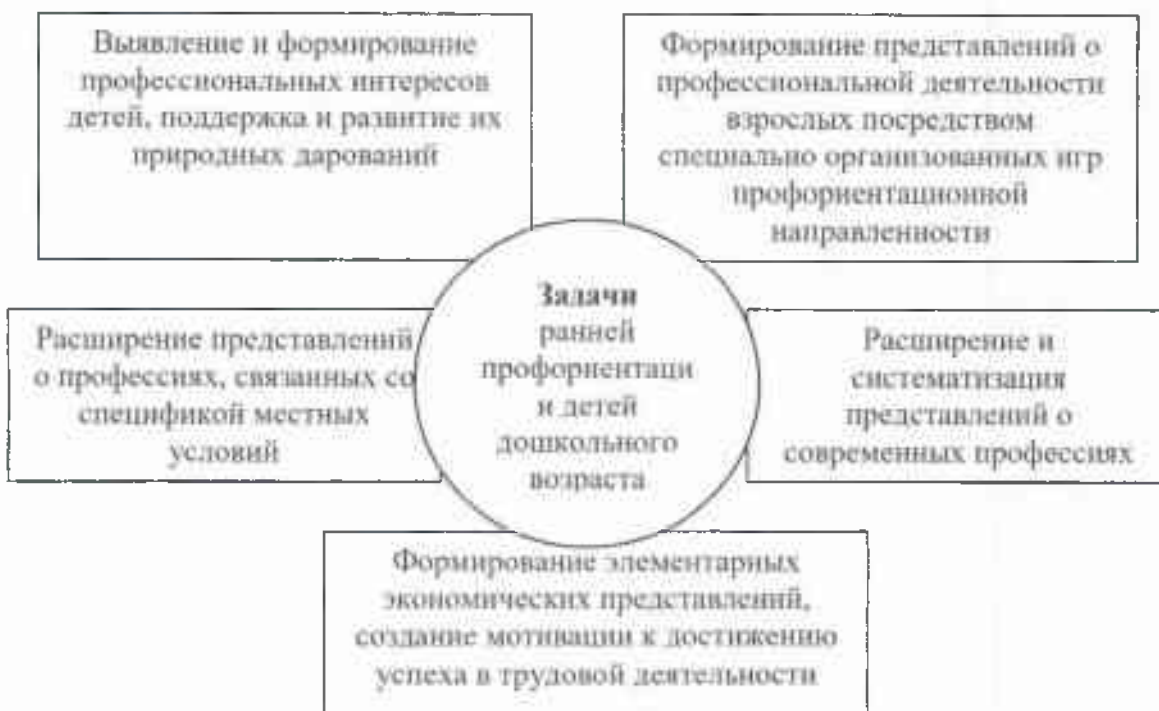 Выявление и формирование
профессиональных интересов
детей, поддержка и развитие их
природных дарований
Формирование представлений о
профессиональной деятельности
взрослых посредством
специально организованных игр
профориентационной
направленности
Задачи
ранней
профориентаци
и детей
дошкольного
возраста
Расширение представлений
о профессиях, связанных со
спецификой местных
условий
Расширение и
систематизация
представлений о
современных профессиях
Формирование элементарных
экономических представлений,
создание мотивации к достижению
успеха в трудовой деятельности